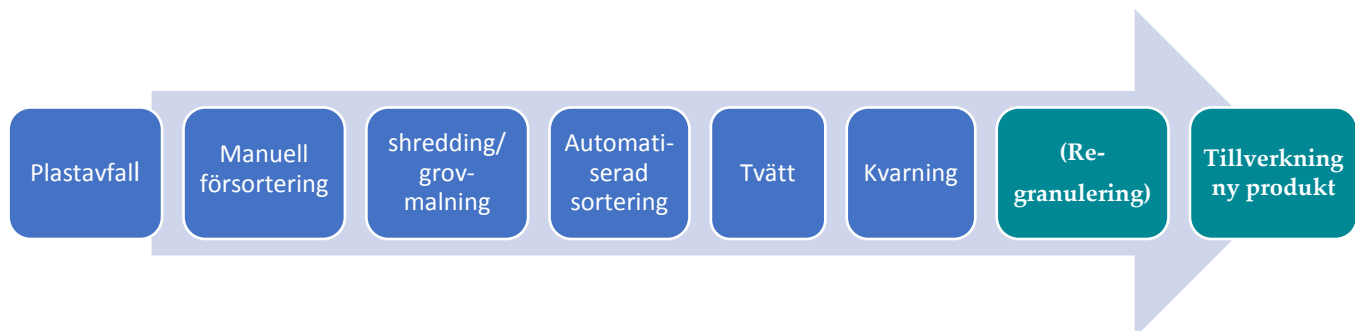 Plastavfall
Manuell
försortering
shredding/
grov-
malning
Automati-
serad
sortering
Tvätt
Kvarning
(Re-
granulering)
Tillverkning
ny produkt